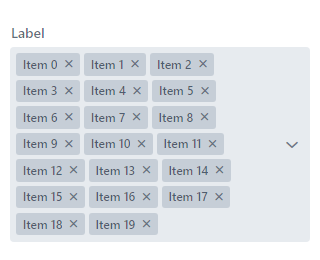 Label
Item 0 × Item 1 × Item 2 ×
Item 3 × Item 4 × Item 5 ×
Item 6 × Item 7 × Item 8 ×
Item 9 × Item 10 × Item 11 ×
Item 12 × Item 13 × Item 14 ×
Item 15 × Item 16 × Item 17 ×
Item 18 × Item 19 ×